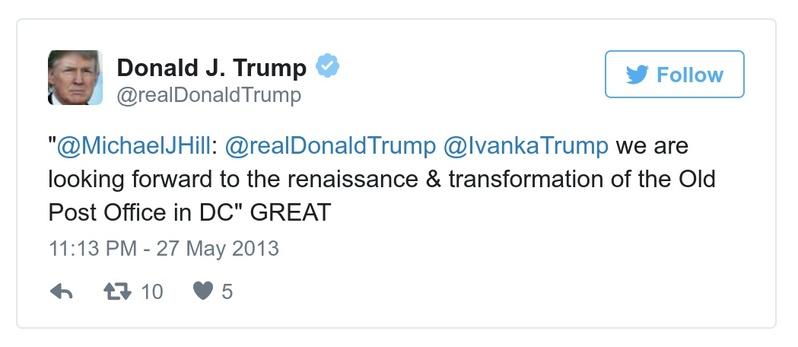 Donald J. Trump
Follow
@realDonaldTrump
"@MichaelJHill: @realDonaldTrump @IvankaTrump we are
looking forward to the renaissance & transformation of the Old
Post Office in DC" GREAT
11:13 PM - 27 May 2013
10 5